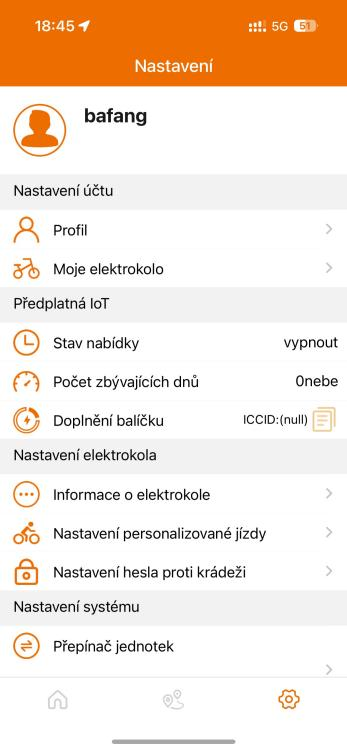 18:45 5G 51
Nastavení
bafang
Nastavení účtu
Profil
Moje elektrokolo
Předplatná IoT
Stav nabídky vypnout
Počet zbývajících dnů 0nebe
Doplnění balíčku ICCID:(null)
Nastavení elektrokola
Informace o elektrokole
Nastavení personalizované jízdy
Nastavení hesla proti krádeži
Nastavení systému
Přepínač jednotek